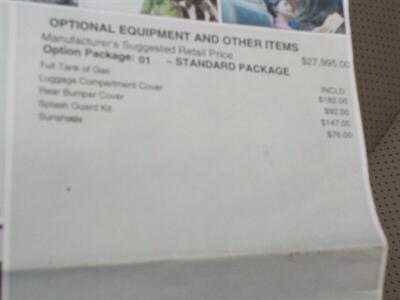 OPTIONAL EQUIPMENT AND OTHER ITEMS
Manufacturer's Suggested Retail Price $27,995.00
Option Package: 01 - STANDARD PACKAGE
Full Tank of Gas INCLD
Luggage Compartment Cover $182.00
Rear Bumper Cover $92.00
Splash Guard Kit $147.00
Sunshade $76.00